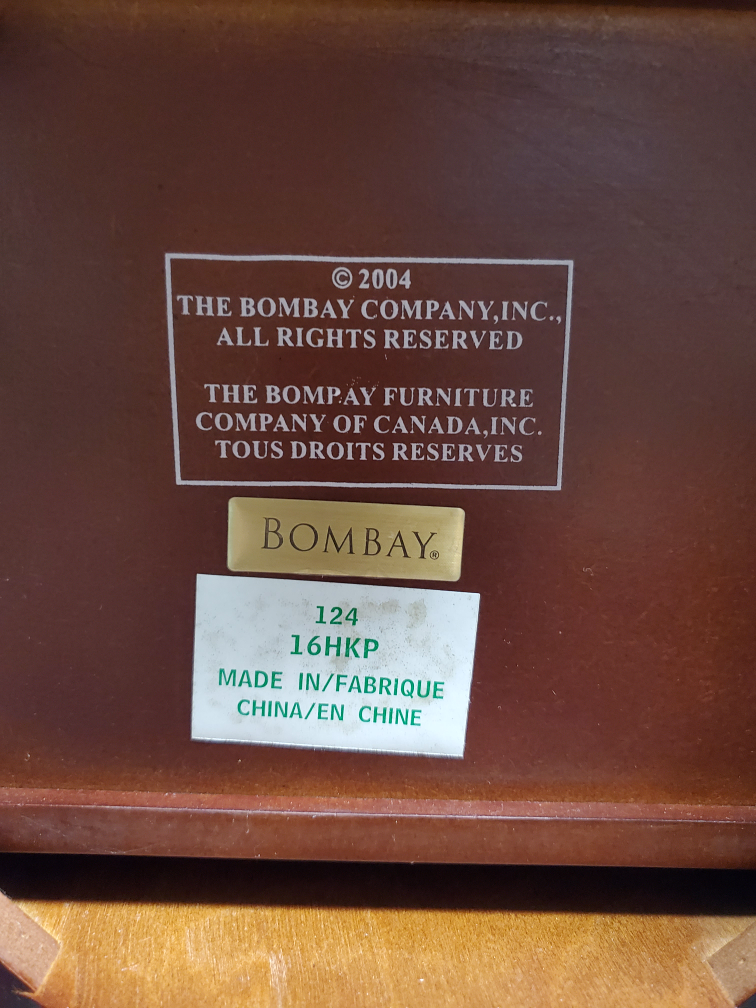 © 2004
THE BOMBAY COMPANY,INC.,
ALL RIGHTS RESERVED
THE BOMPAY FURNITURE
COMPANY OF CANADA,INC.
TOUS DROITS RESERVES
BOMBAY®
124
16HKP
MADE IN/FABRIQUE
CHINA/EN CHINE